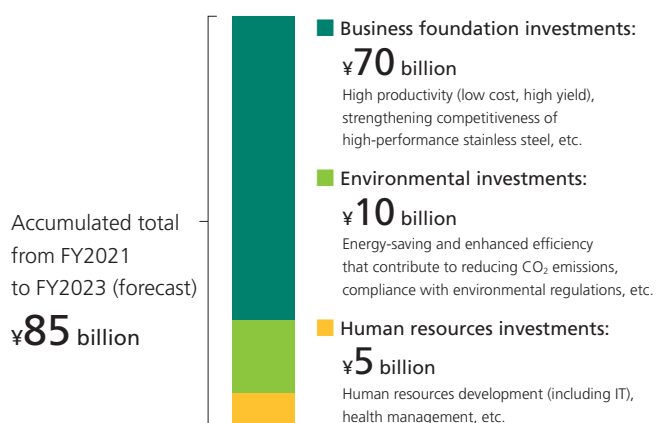 Business foundation investments:
¥70 billion
High productivity (low cost, high yield),
strengthening competitiveness of
high-performance stainless steel, etc.
Environmental investments:
¥10 billion
Energy-saving and enhanced efficiency
that contribute to reducing CO₂ emissions,
compliance with environmental regulations, etc.
Accumulated total
from FY2021
to FY2023 (forecast)
¥85 billion
Human resources investments:
¥5 billion
Human resources development (including IT),
health management, etc.